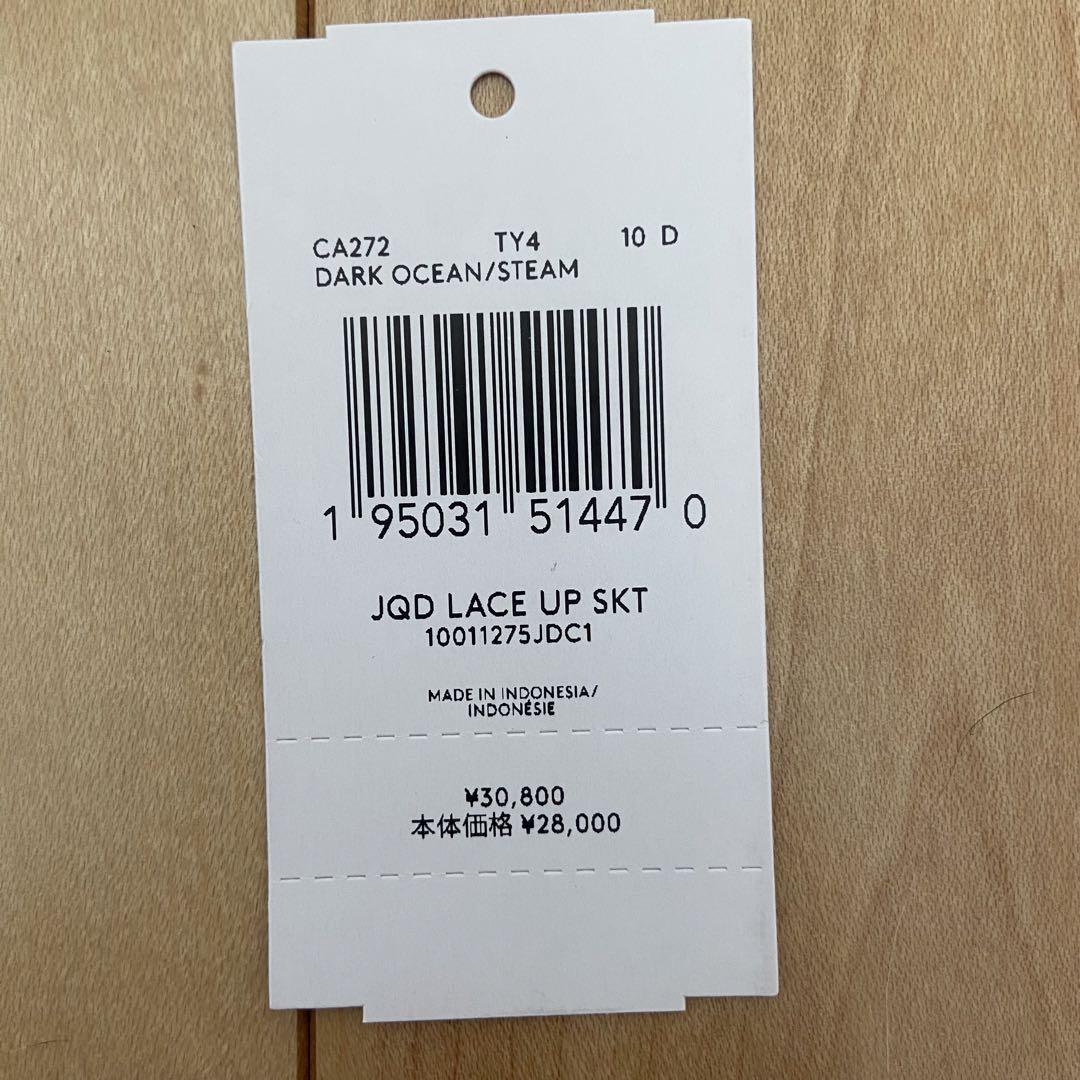 CA272 TY4 10 D
DARK OCEAN/STEAM
1 95031 51447 0
JQD LACE UP SKT
10011275JDC1
MADE IN INDONESIA/
INDONÉSIE
¥30,800
本体価格 ¥28,000